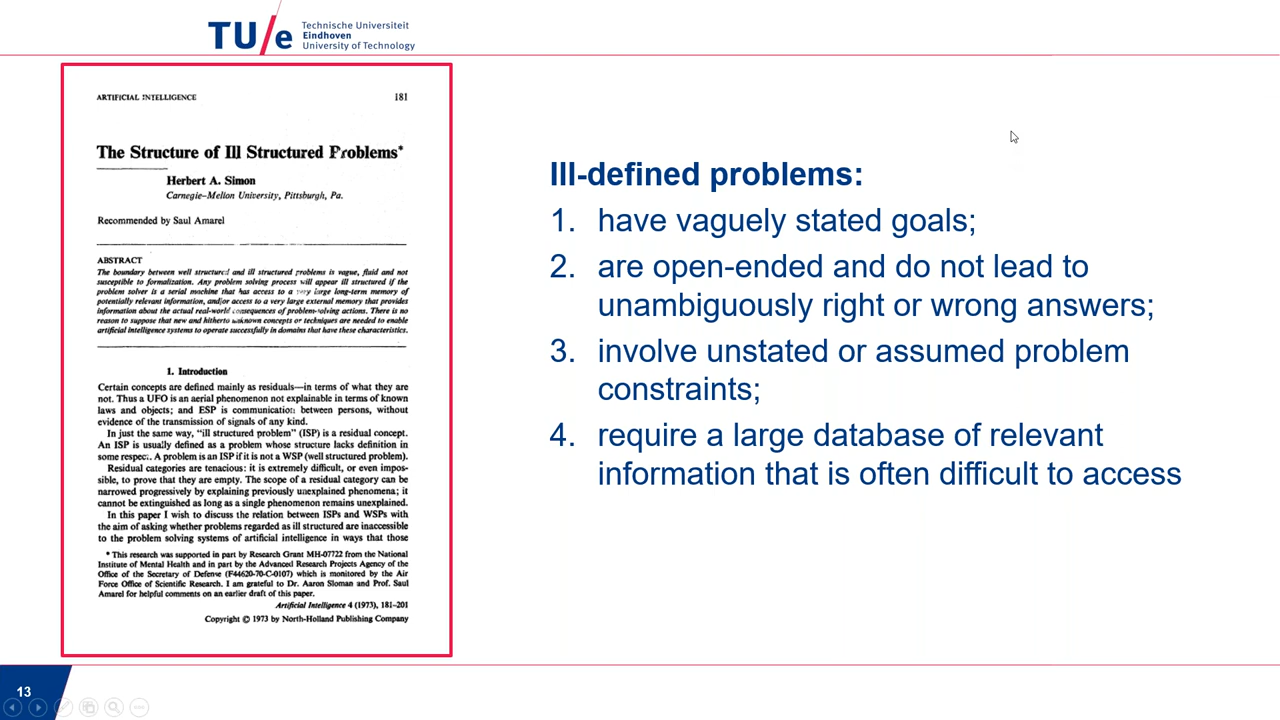 TU/e Technische Universiteit
Eindhoven
University of Technology
ARTIFICIAL INTELLIGENCE 181
The Structure of Ill Structured Problems*
Herbert A. Simon
Carnegie-Mellon University, Pittsburgh, Pa.
Recommended by Saul Amarel
ABSTRACT
The boundary between well structured and ill structured problems is vague, fluid and not
susceptible to formalization. Any problem solving process will appear ill structured if the
problem solver is a serial machine that has access to a very large long-term memory of
potentially relevant information, and/or access to a very large external memory that provides
information about the actual real-world consequences of problem-solving actions. There is no
reason to suppose that new and hitherto unknown concepts or techniques are needed to enable
artificial intelligence systems to operate successfully in domains that have these characteristics.
1. Introduction
Certain concepts are defined mainly as residuals—in terms of what they are
not. Thus a UFO is an aerial phenomenon not explainable in terms of known
laws and objects; and ESP is communication between persons, without
evidence of the transmission of signals of any kind.
In just the same way, “ill structured problem” (ISP) is a residual concept.
An ISP is usually defined as a problem whose structure lacks definition in
some respect. A problem is an ISP if it is not a WSP (well structured problem).
Residual categories are tenacious: it is extremely difficult, or even impos-
sible, to prove that they are empty. The scope of a residual category can be
narrowed progressively by explaining previously unexplained phenomena; it
cannot be extinguished as long as a single phenomenon remains unexplained.
In this paper I wish to discuss the relation between ISPs and WSPs with
the aim of asking whether problems regarded as ill structured are inaccessible
to the problem solving systems of artificial intelligence in ways that those
* This research was supported in part by Research Grant MH-07722 from the National
Institute of Mental Health and in part by the Advanced Research Projects Agency of the
Office of the Secretary of Defense (F44620-70-C-0107) which is monitored by the Air
Force Office of Scientific Research. I am grateful to Dr. Aaron Sloman and Prof. Saul
Amarel for helpful comments on an earlier draft of this paper.
Artificial Intelligence 4 (1973), 181–201
Copyright © 1973 by North-Holland Publishing Company
Ill-defined problems:
1. have vaguely stated goals;
2. are open-ended and do not lead to
unambiguously right or wrong answers;
3. involve unstated or assumed problem
constraints;
4. require a large database of relevant
information that is often difficult to access
13